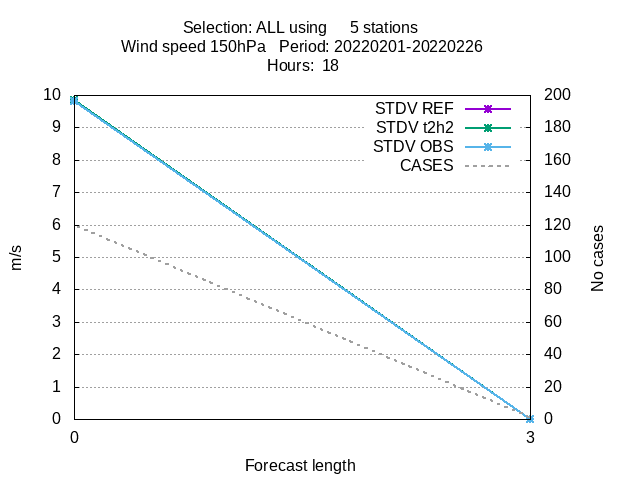 Selection: ALL using     5 stations
Wind speed 150hPa   Period: 20220201-20220226
Hours:  18
10
9
8
7
6
5
4
3
2
1
0
200
180
160
140
120
100
80
60
40
20
0
STDV REF
STDV t2h2
STDV OBS
CASES
m/s
No cases
0
3
Forecast length